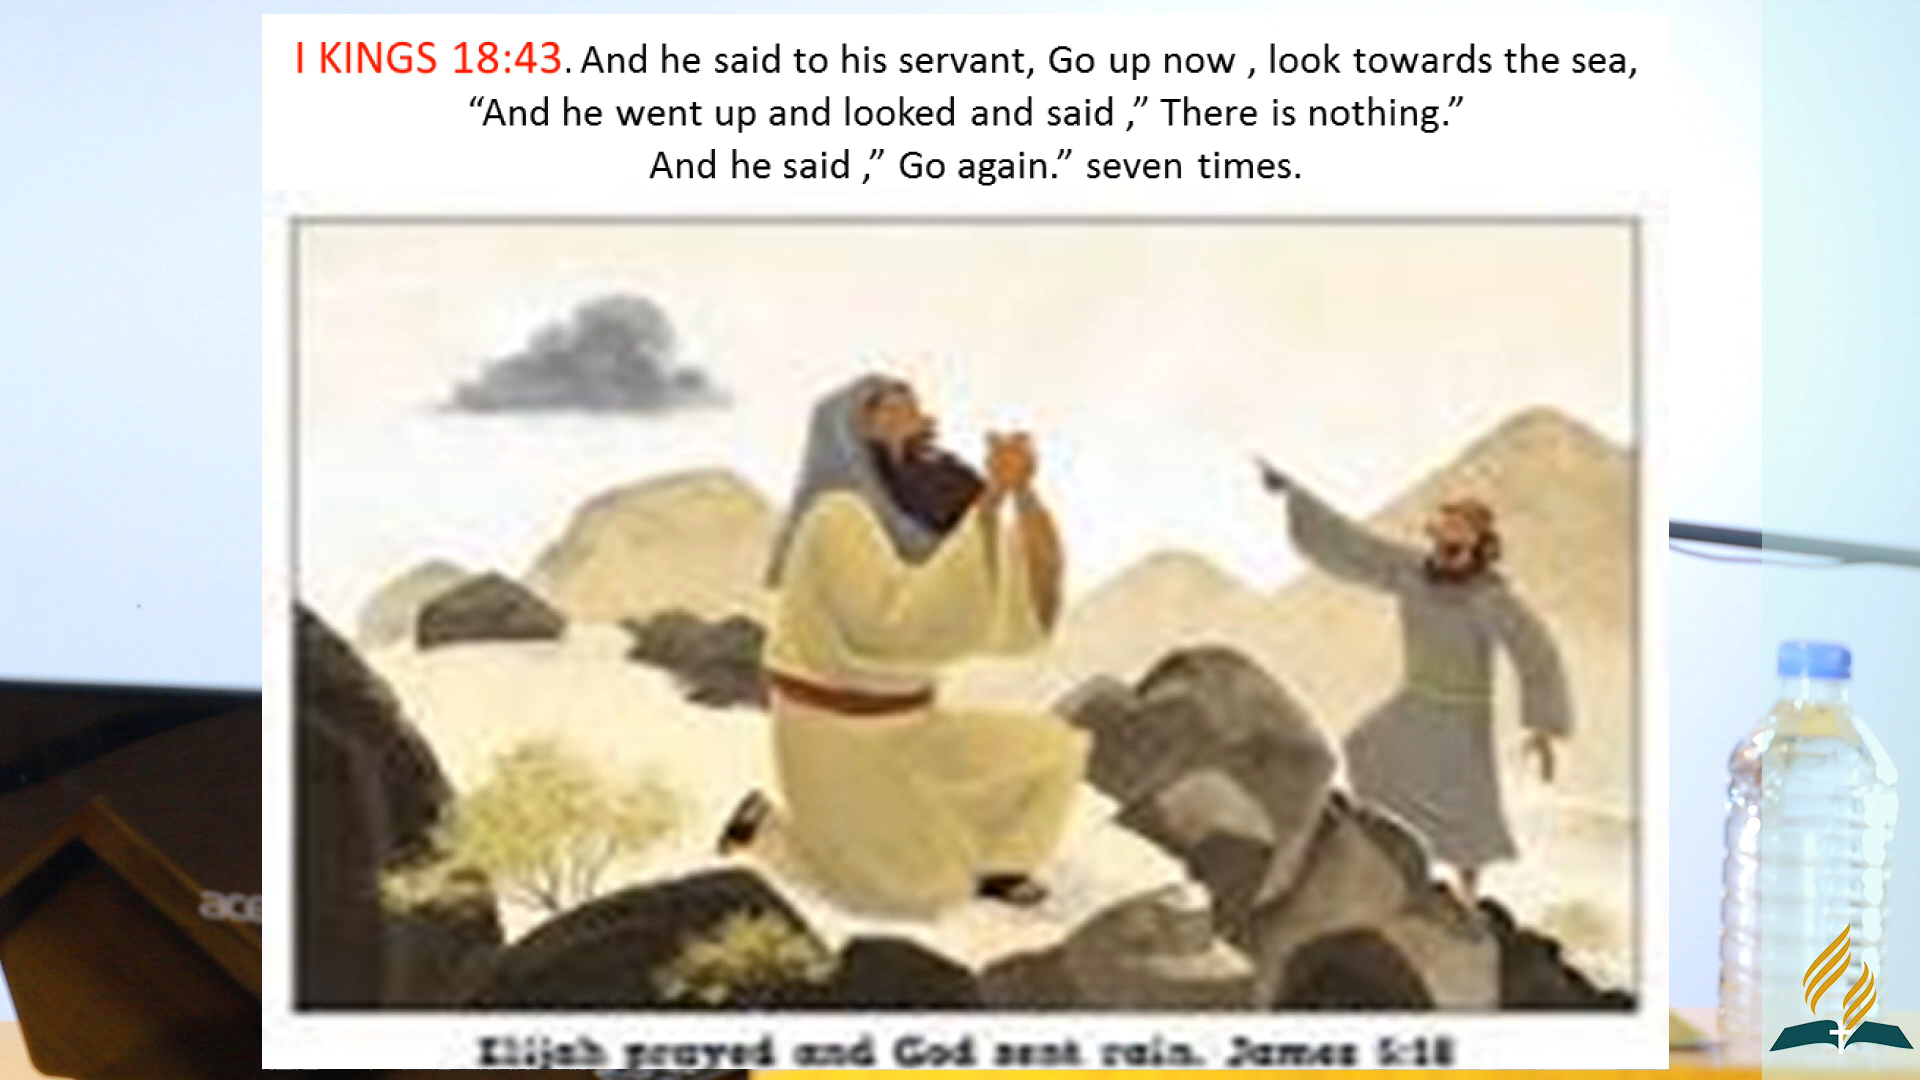 I KINGS 18:43. And he said to his servant, Go up now , look towards the sea,
“And he went up and looked and said ,” There is nothing.”
And he said ,” Go again.” seven times.
Elijah prayed and God sent rain. James 5:18
ace